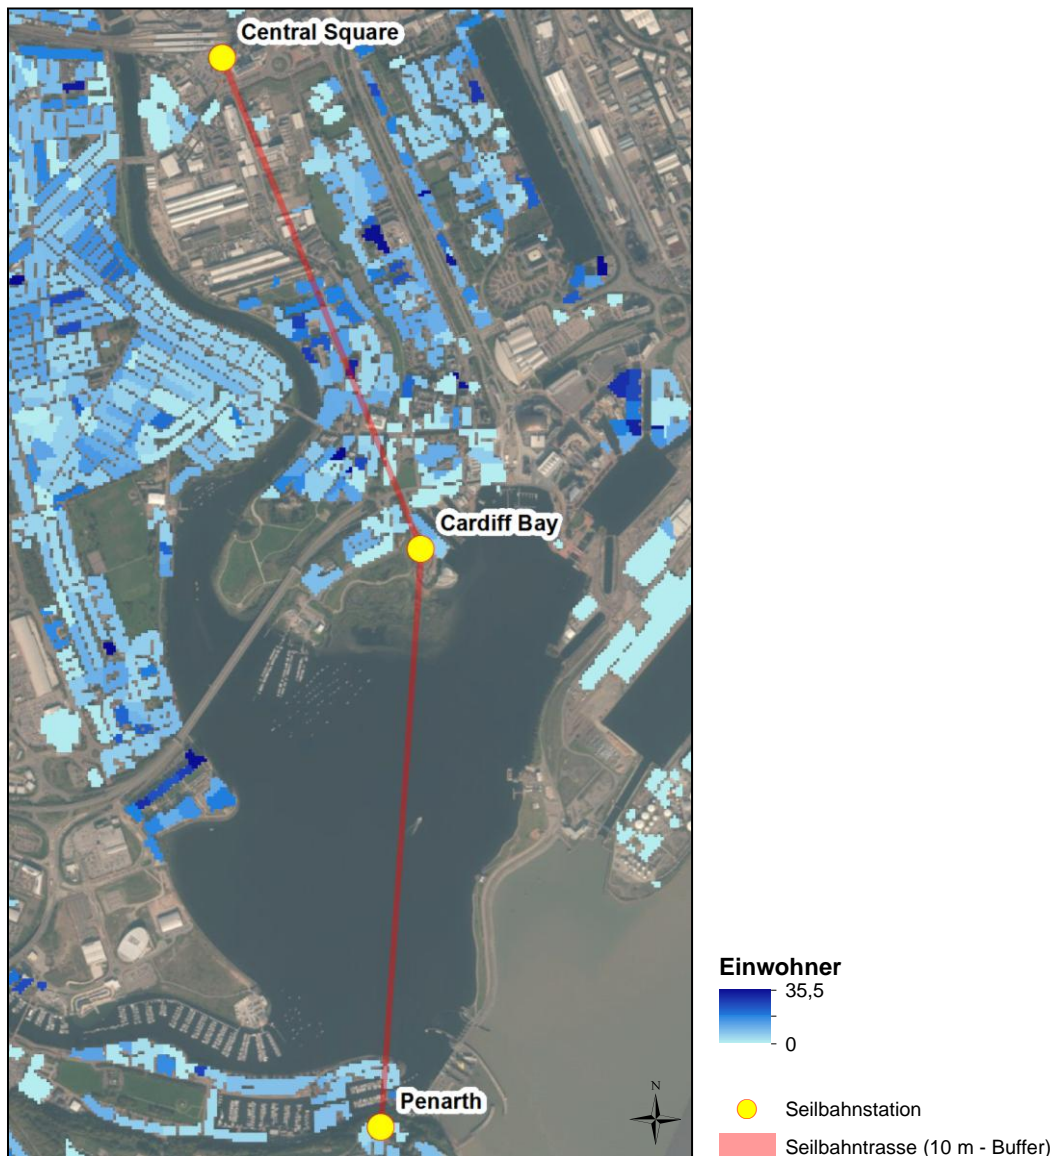 Central Square
Cardiff Bay
Penarth
N
Einwohner
35,5
0
Seilbahnstation
Seilbahntrasse (10 m - Buffer)